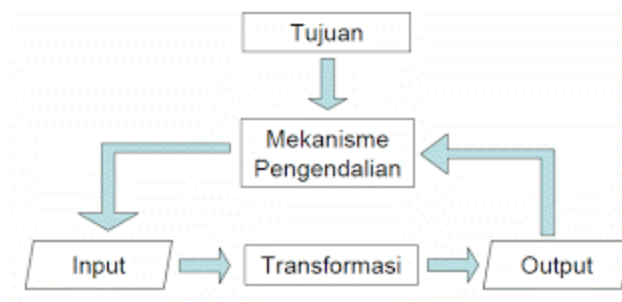 Tujuan
Mekanisme
Pengendalian
Input
Transformasi
Output